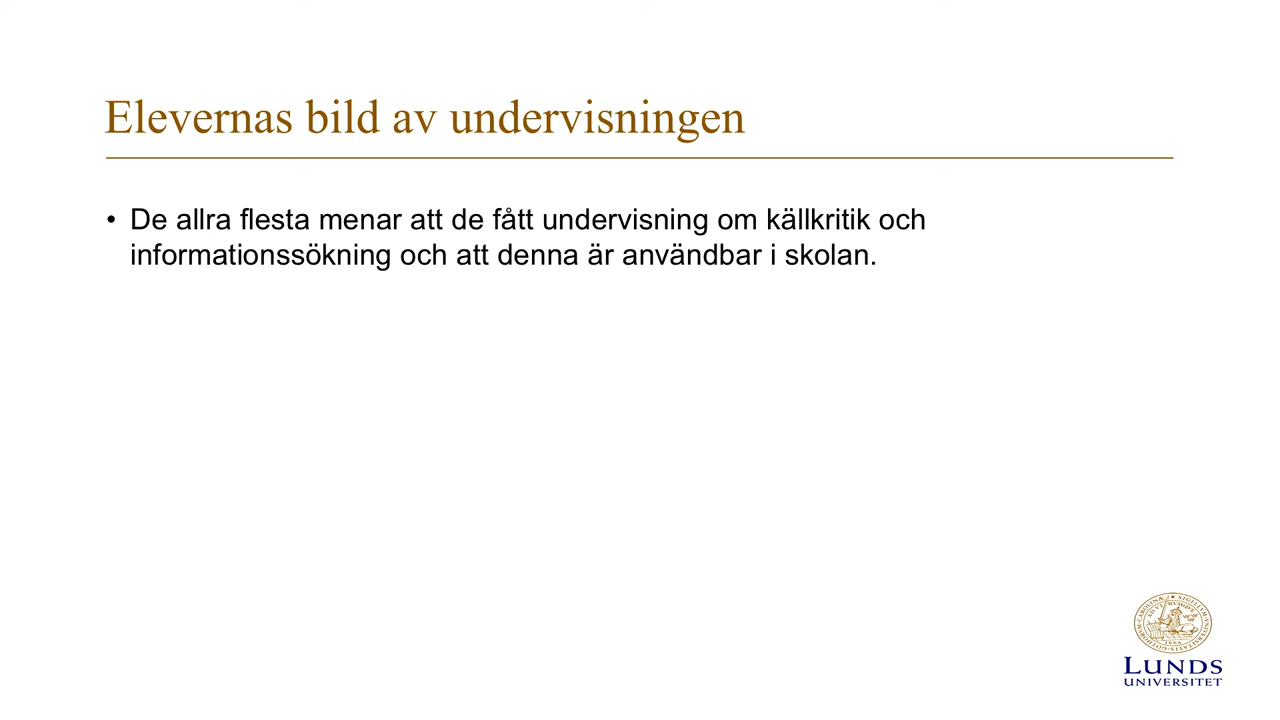 Elevernas bild av undervisningen
• De allra flesta menar att de fått undervisning om källkritik och
informationssökning och att denna är användbar i skolan.
LUNDS
UNIVERSITET